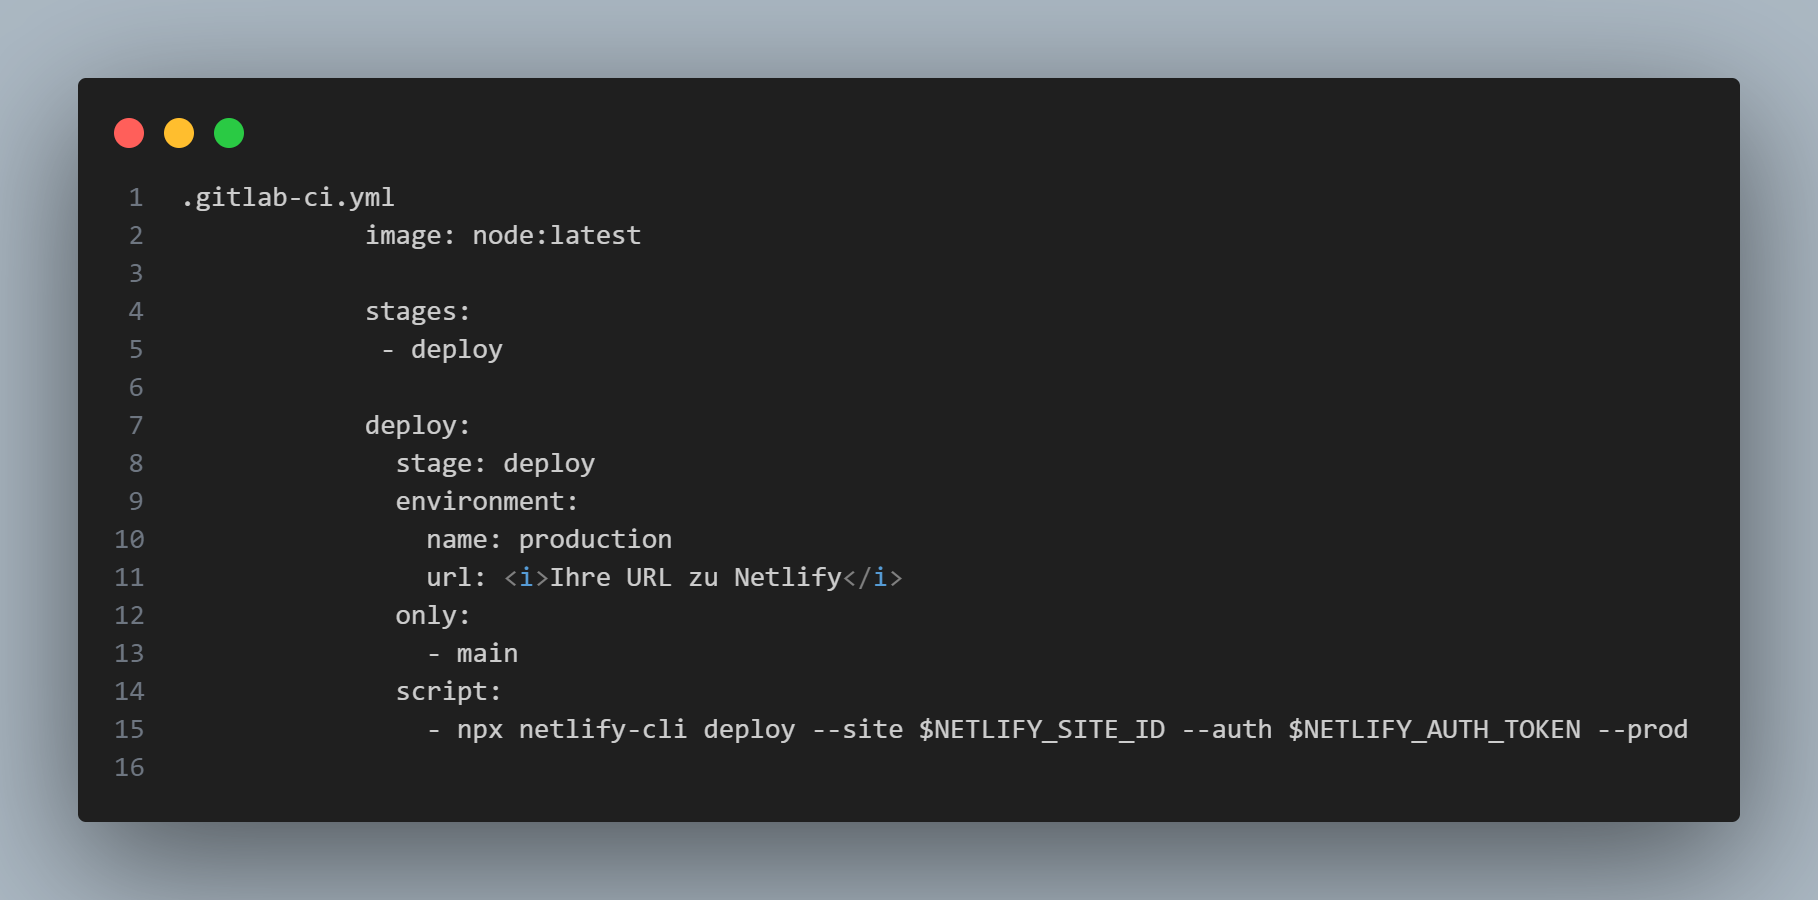 1 .gitlab-ci.yml
2 image: node:latest
3
4 stages:
5 - deploy
6
7 deploy:
8 stage: deploy
9 environment:
10 name: production
11 url: <i>Ihre URL zu Netlify</i>
12 only:
13 - main
14 script:
15 - npx netlify-cli deploy --site $NETLIFY_SITE_ID --auth $NETLIFY_AUTH_TOKEN --prod
16